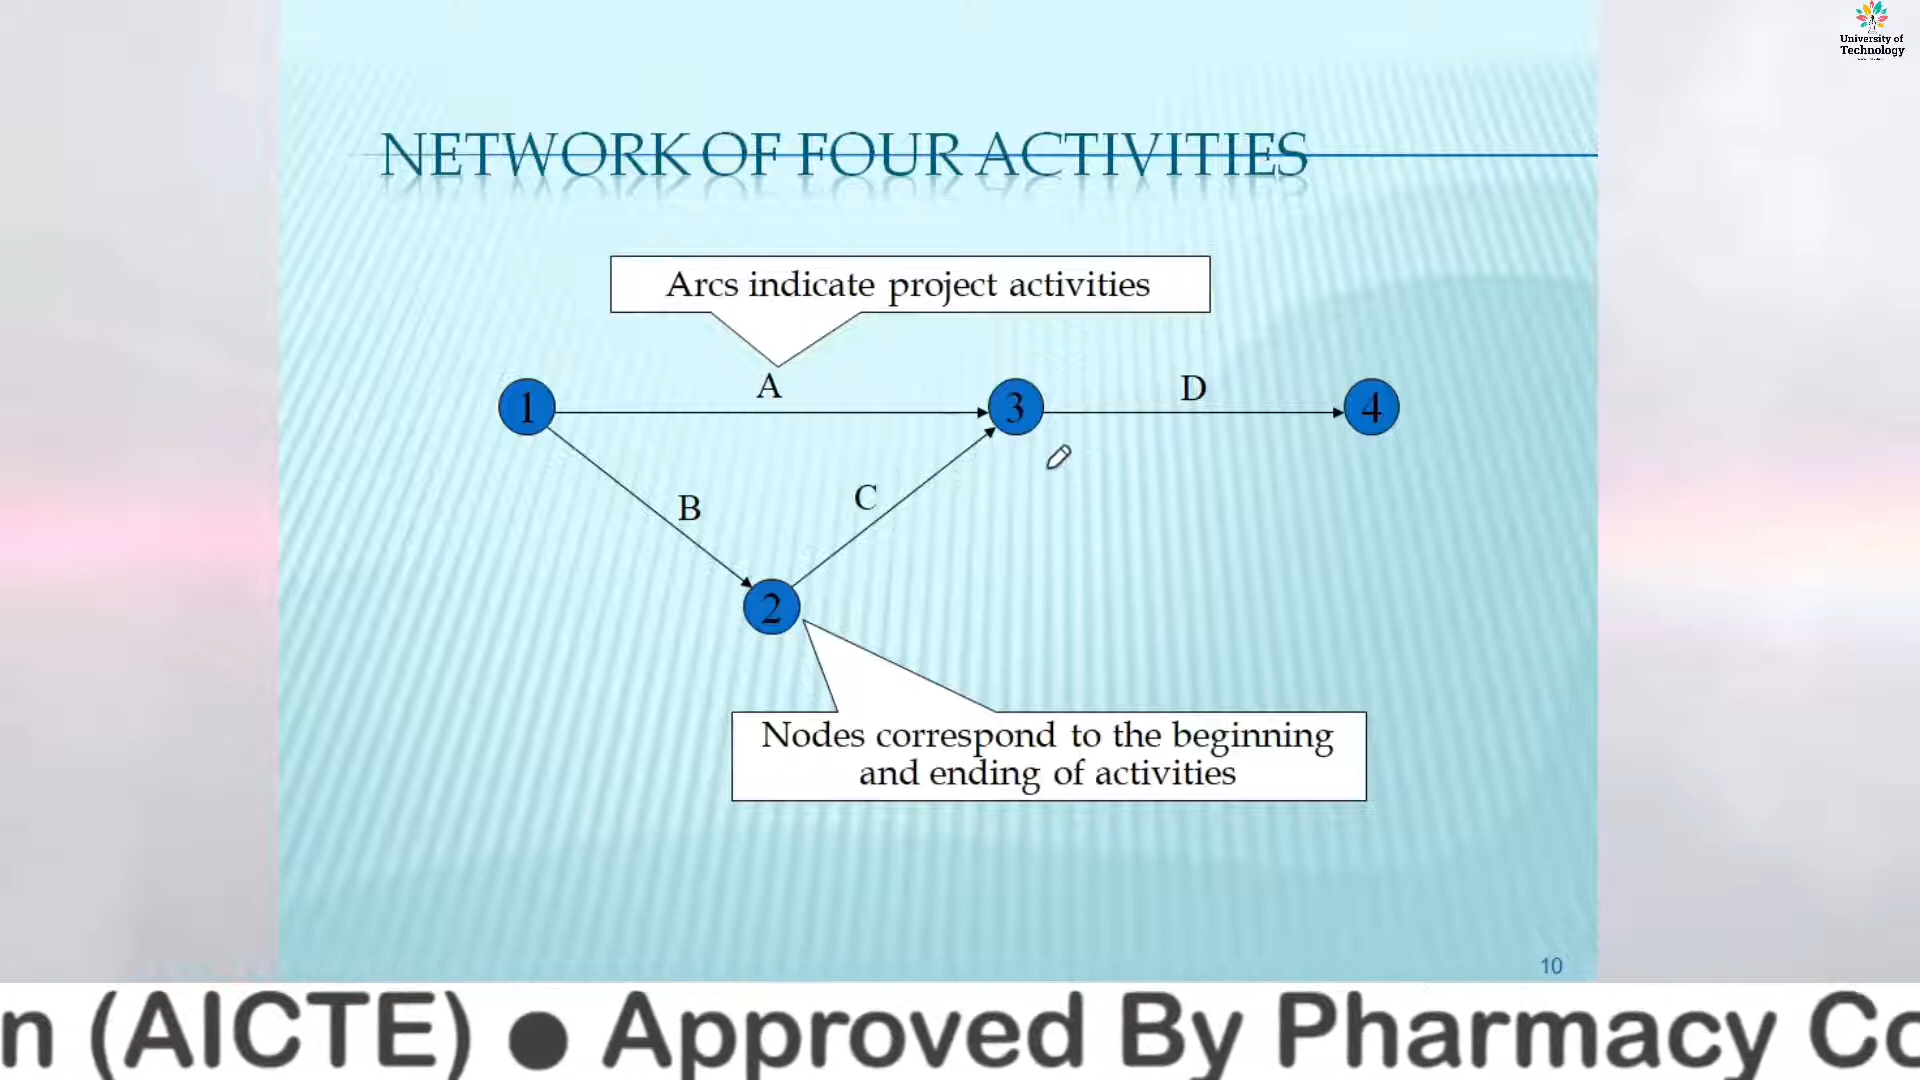 University of
Technology
NETWORK OF FOUR ACTIVITIES
Arcs indicate project activities
A
D
1
3
4
B
C
2
Nodes correspond to the beginning
and ending of activities
10
n (AICTE) ● Approved By Pharmacy Co